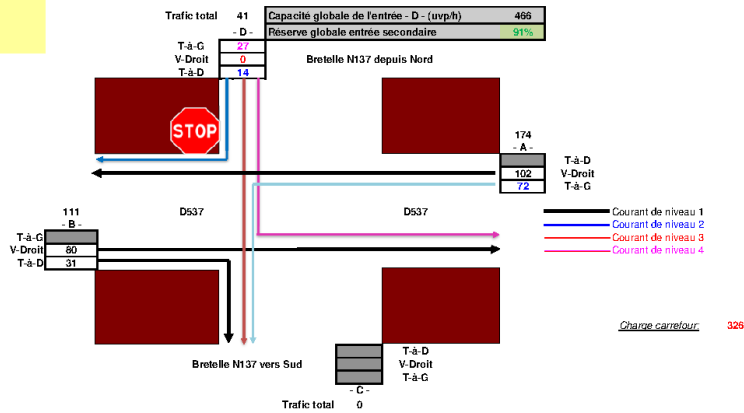 Trafic total 41 Capacité globale de l'entrée - D - (uvp/h) 466
- D - Réserve globale entrée secondaire 91%
T-à-G 27
V-Droit 0 Bretelle N137 depuis Nord
T-à-D 14
STOP
174
- A -
T-à-D
102 V-Droit
72 T-à-G
111 D537 D537 Courant de niveau 1
- B - Courant de niveau 2
T-à-G Courant de niveau 3
V-Droit 80 Courant de niveau 4
T-à-D 31
Charge carrefour: 326
T-à-D
Bretelle N137 vers Sud V-Droit
T-à-G
- C -
Trafic total 0